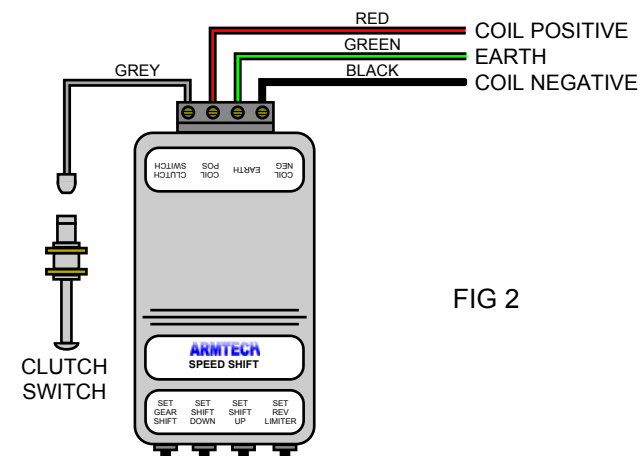 RED
COIL POSITIVE
GREEN
EARTH
GREY
BLACK
COIL NEGATIVE
CLUTCH
SWITCH
COIL
POS
EARTH
COIL
NEG
FIG 2
ARMTECH
SPEED SHIFT
CLUTCH
SWITCH
SET
GEAR
SHIFT
SET
SHIFT
DOWN
SET
SHIFT
UP
SET
REV
LIMITER